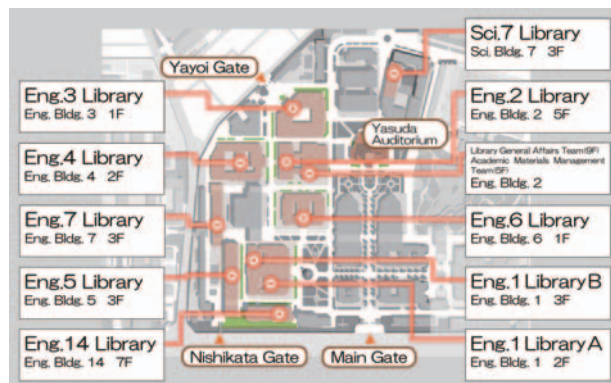 Sci.7 Library
Sci. Bldg. 7 3F
Yayoi Gate
Eng.3 Library
Eng. Bldg. 3 1F
Eng.2 Library
Eng. Bldg. 2 5F
Yasuda
Auditorium
Eng.4 Library
Eng. Bldg. 4 2F
Library General Affairs Team(9F)
Academic Materials Management
Team(5F)
Eng. Bldg. 2
Eng.7 Library
Eng. Bldg. 7 3F
Eng.6 Library
Eng. Bldg. 6 1F
Eng.5 Library
Eng. Bldg. 5 3F
Eng.1 Library B
Eng. Bldg. 1 3F
Eng.14 Library
Eng. Bldg. 14 7F
Nishikata Gate
Main Gate
Eng.1 Library A
Eng. Bldg. 1 2F